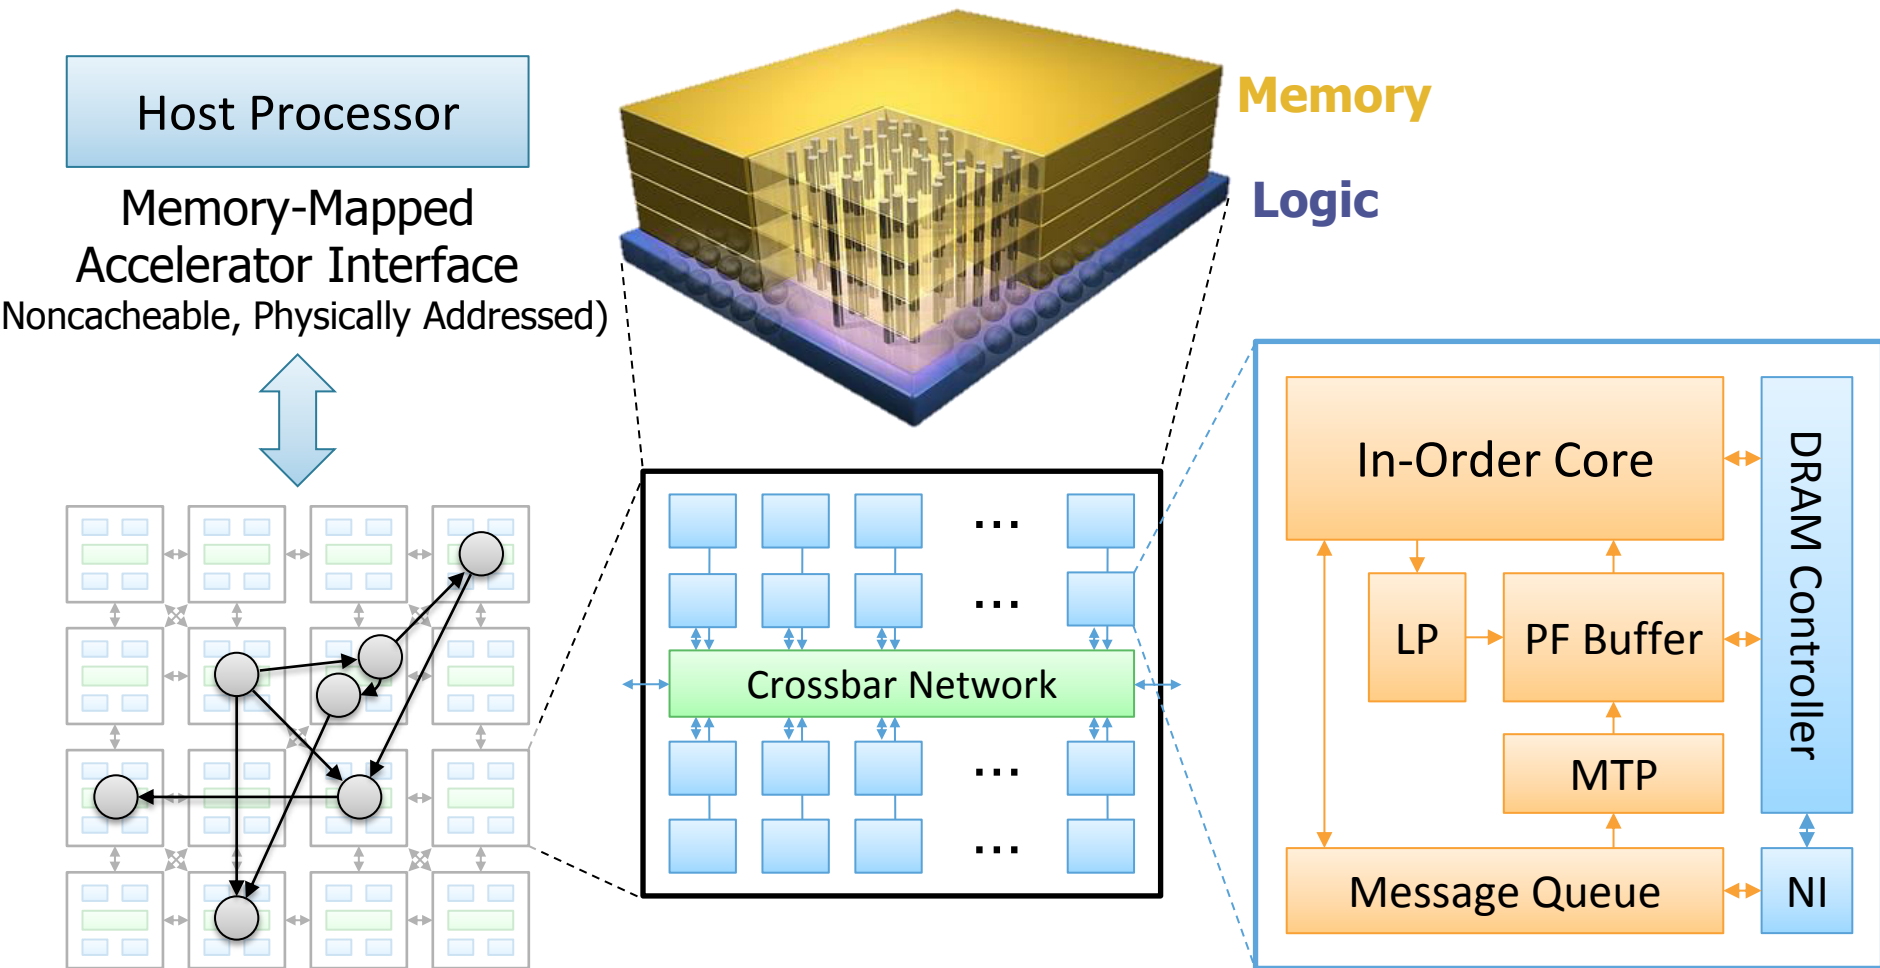 Host Processor
Memory-Mapped
Accelerator Interface
Noncacheable, Physically Addressed)
Memory
Logic
...
...
Crossbar Network
...
...
In-Order Core
LP
PF Buffer
MTP
Message Queue
DRAM Controller
NI